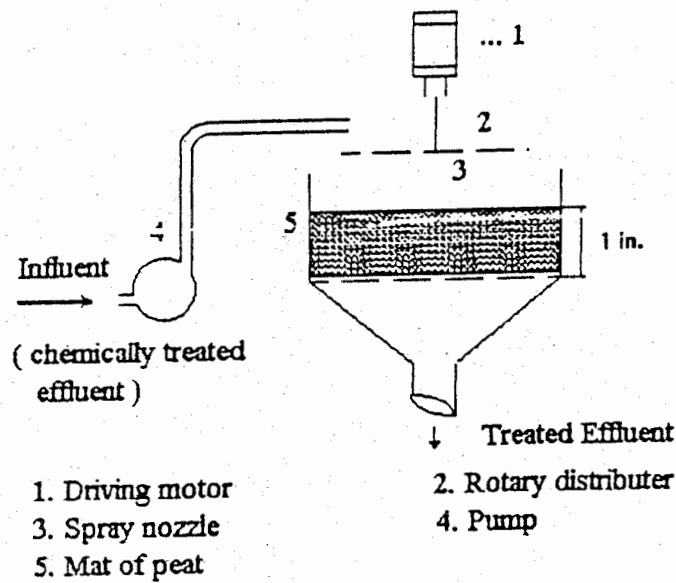 ... 1
2
3
5
1 in.
4
Influent
( chemically treated
effluent )
Treated Effluent
1. Driving motor
2. Rotary distributer
3. Spray nozzle
4. Pump
5. Mat of peat